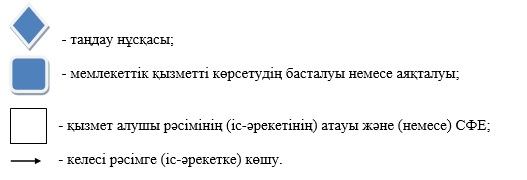 - таңдау нұсқасы;
- мемлекеттік қызметті көрсетудің басталуы немесе аяқталуы;
- қызмет алушы рәсімінің (іс-әрекетінің) атауы және (немесе) СФЕ;
- келесі рәсімге (іс-әрекетке) көшу.